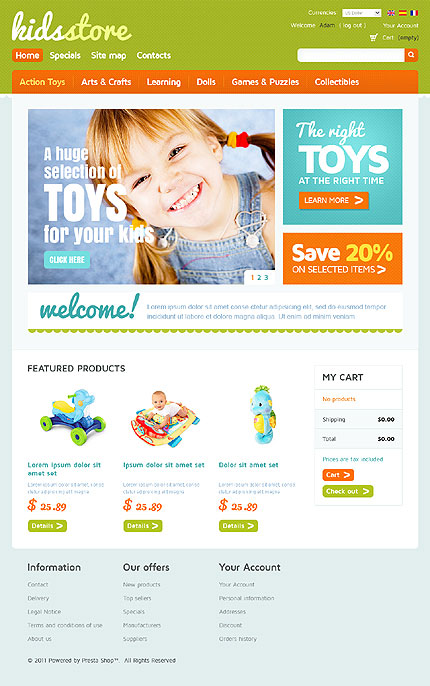 kidsstore
Currencies
US Dollar
Welcome Adam ( log out )
Your Account
Cart: (empty)
Home
Specials
Site map
Contacts
Action Toys
Arts & Crafts
Learning
Dolls
Games & Puzzles
Collectibles
A huge
selection of
TOYS
for your kids
CLICK HERE
1 2 3
The right
TOYS
AT THE RIGHT TIME
LEARN MORE >
Save 20%
ON SELECTED ITEMS >
welcome!
Lorem ipsum dolor sit amet conse ctetur adipisicing elit, sed do eiusmod tempor
incididunt ut labore et dolore magna aliqua. Ut enim ad minim veniam.
FEATURED PRODUCTS
Lorem ipsum dolor sit
amet set
Lorem ipsum dolor sit amet, conse
ctetur adipisicing elit magna
$ 25.89
Details >
Ipsum dolor sit amet set
Lorem ipsum dolor sit amet, conse
ctetur adipisicing elit
$ 25.89
Details >
Dolor sit amet set
Lorem ipsum dolor sit amet, conse
ctetur adipisicing elit magna
$ 25.89
Details >
MY CART
No products
Shipping $0.00
Total $0.00
Prices are tax included
Cart >
Check out >
Information
Contact
Delivery
Legal Notice
Terms and conditions of use
About us
Our offers
New products
Top sellers
Specials
Manufacturers
Suppliers
Your Account
Your Account
Personal information
Addresses
Discount
Orders history
© 2011 Powered by Presta Shop™. All Rights Reserved